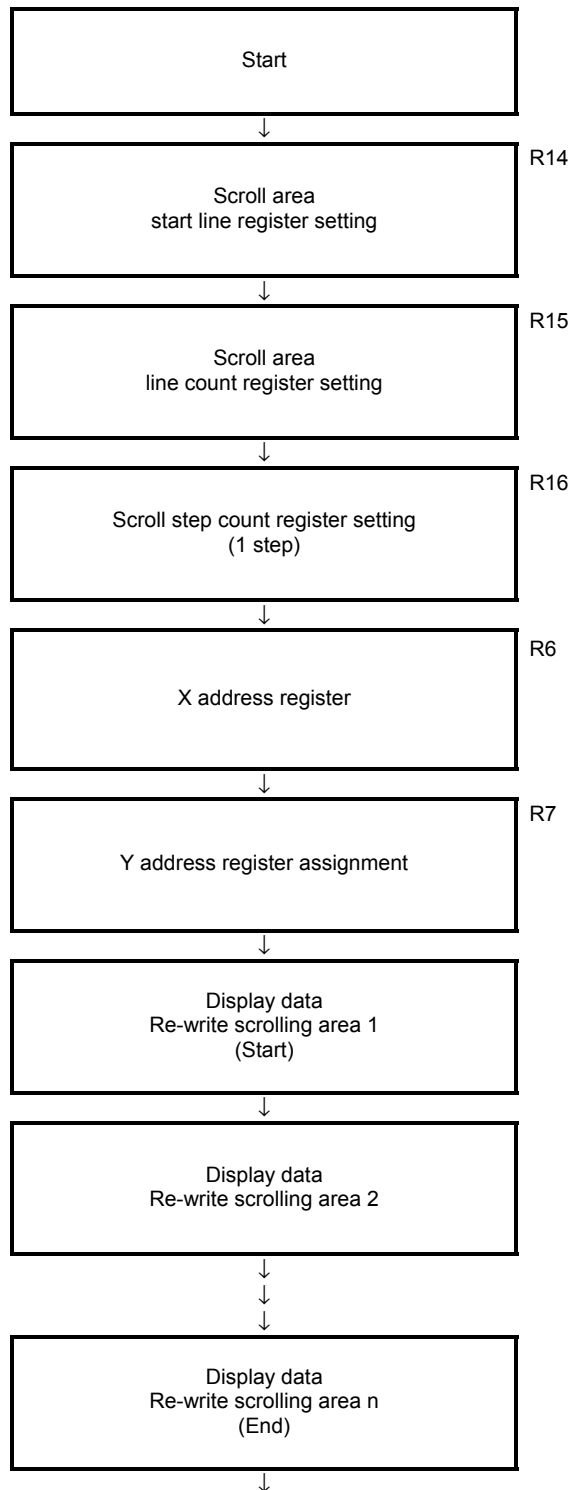 Start
↓
R14
Scroll area
start line register setting
↓
R15
Scroll area
line count register setting
↓
R16
Scroll step count register setting
(1 step)
↓
R6
X address register
↓
R7
Y address register assignment
↓
Display data
Re-write scrolling area 1
(Start)
↓
Display data
Re-write scrolling area 2
↓
↓
↓
Display data
Re-write scrolling area n
(End)
↓